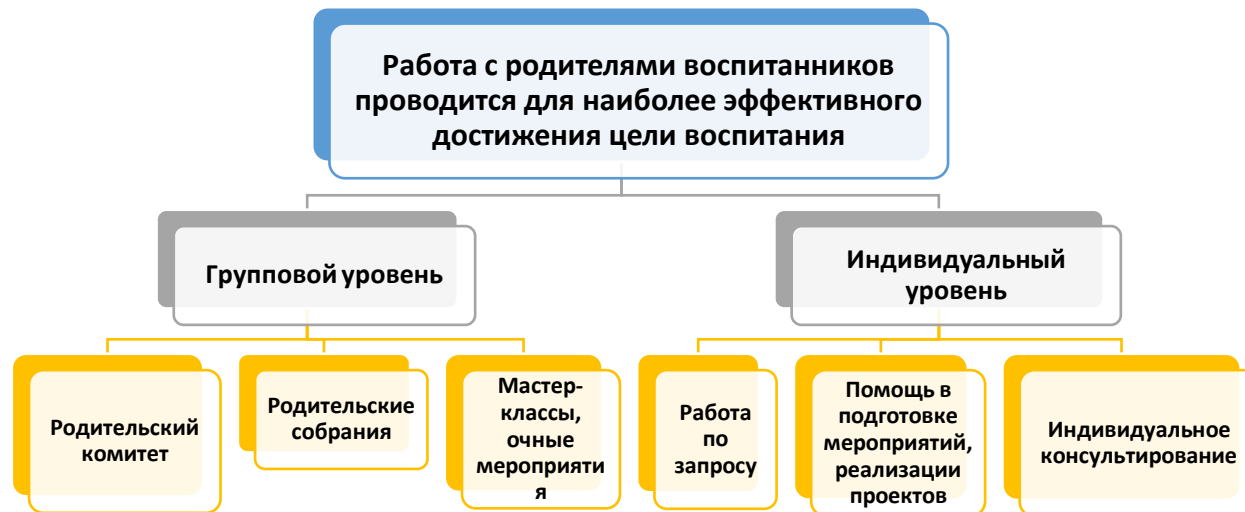 Работа с родителями воспитанников
проводится для наиболее эффективного
достижения цели воспитания
Групповой уровень
Индивидуальный
уровень
Родительский
комитет
Родительские
собрания
Мастер-
классы,
очные
мероприяти
я
Работа
по
запросу
Помощь в
подготовке
мероприятий,
реализации
проектов
Индивидуальное
консультирование